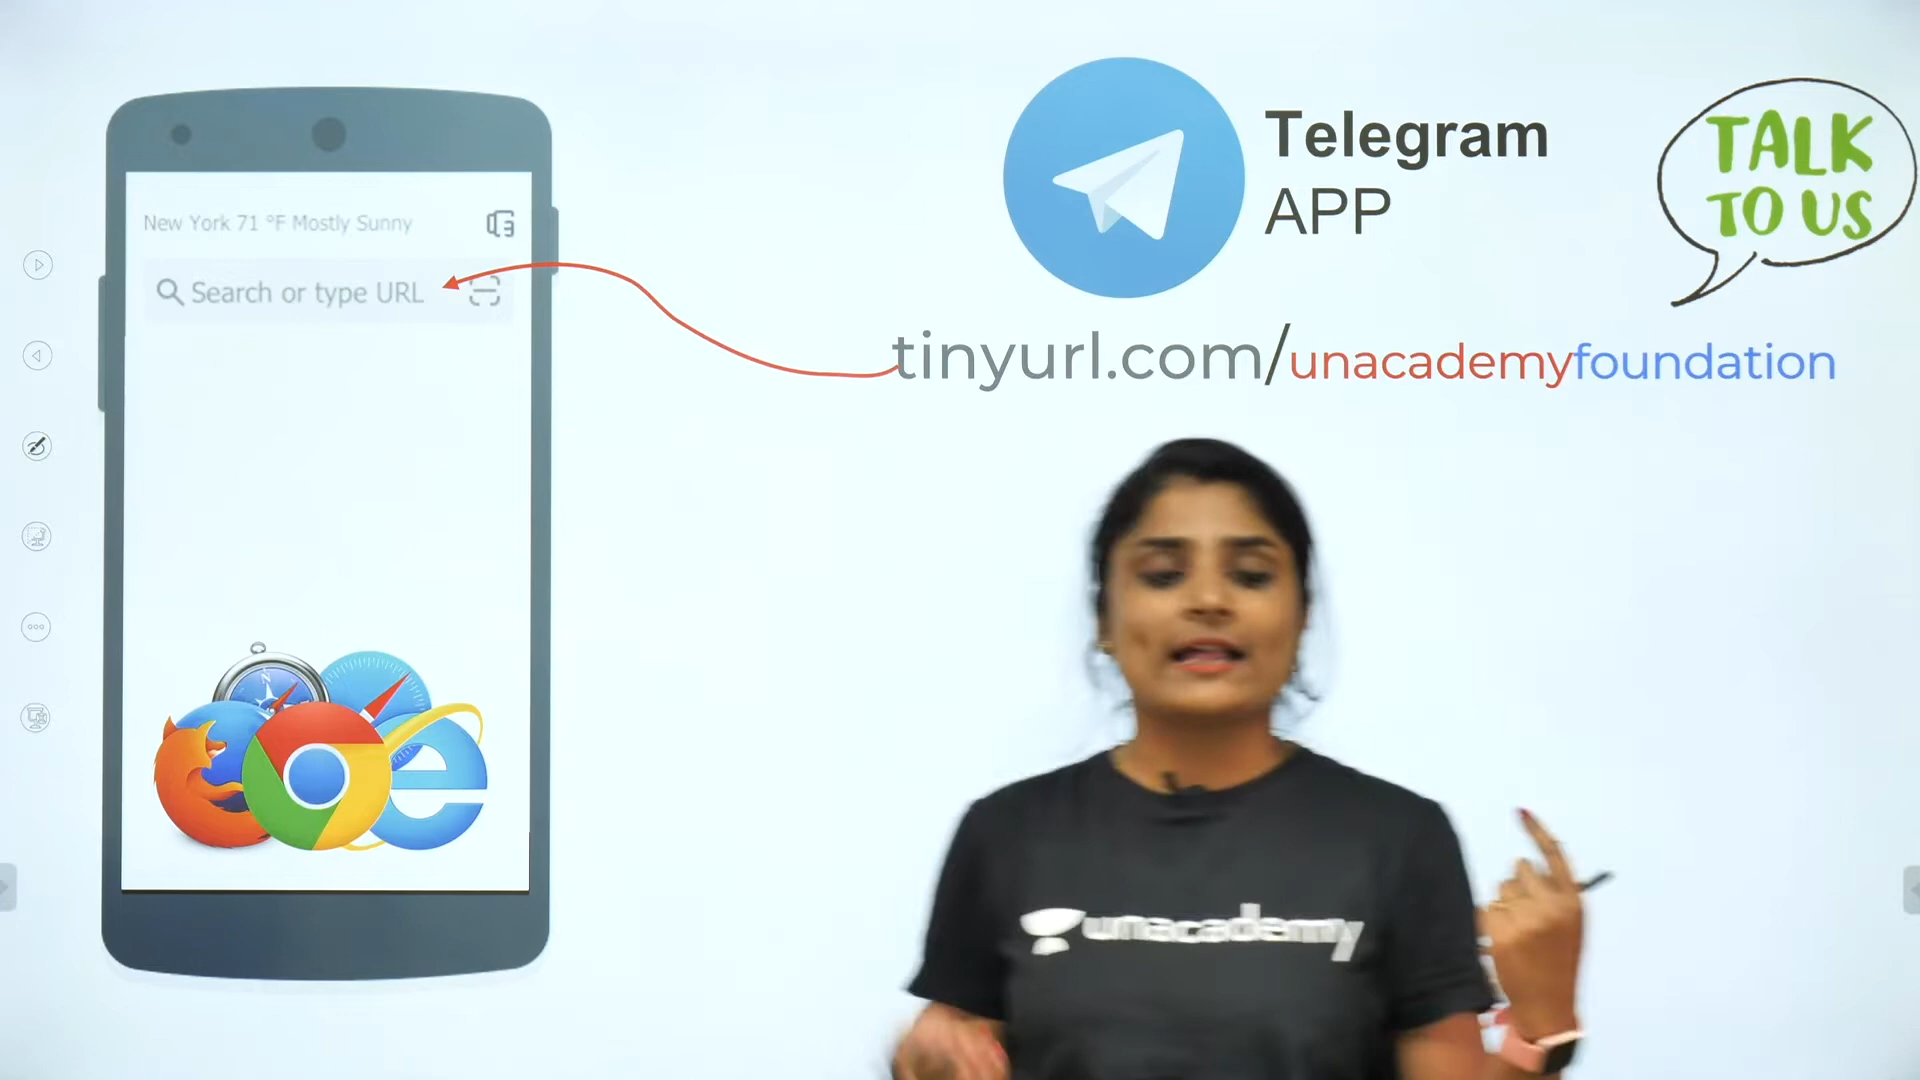 New York 71 °F Mostly Sunny
Search or type URL
Telegram
APP
TALK
TO US
tinyurl.com/unacademyfoundation
unacademy